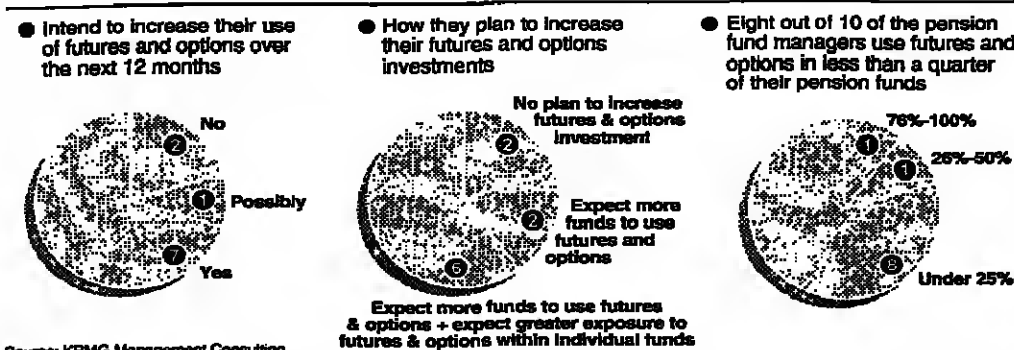 ● Intend to increase their use
of futures and options over
the next 12 months
No
2
1
Possibly
7
Yes
● How they plan to increase
their futures and options
investments
No plan to increase
futures & options
investment
2
Expect more
funds to use
futures and
options
2
6
Expect more funds to use futures
& options + expect greater exposure to
futures & options within individual funds
● Eight out of 10 of the pension
fund managers use futures and
options in less than a quarter
of their pension funds
76%-100%
1
26%-50%
1
8
Under 25%
Source: KPMG Management Consulting